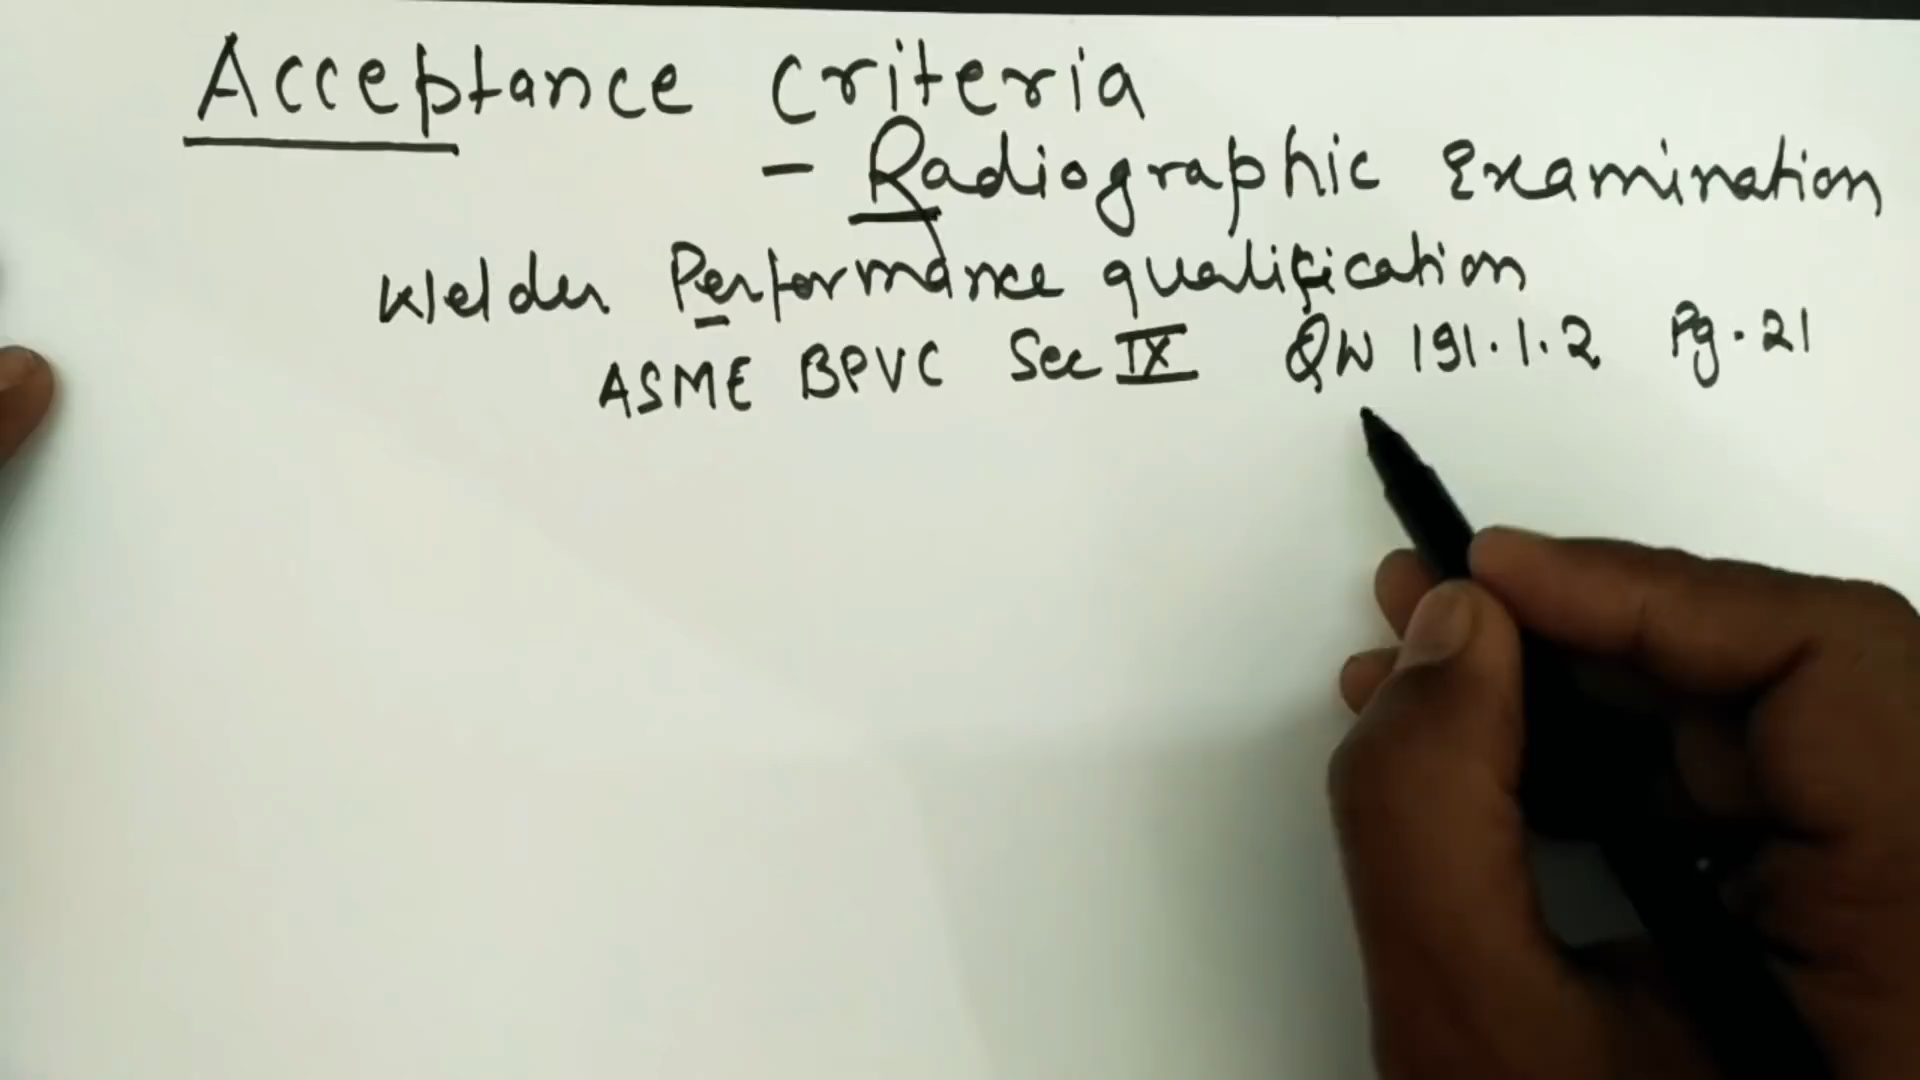 Acceptance criteria
- Radiographic Examination
Welder Performance qualification
ASME BPVC Sec IX QW 191.1.2 Pg.21